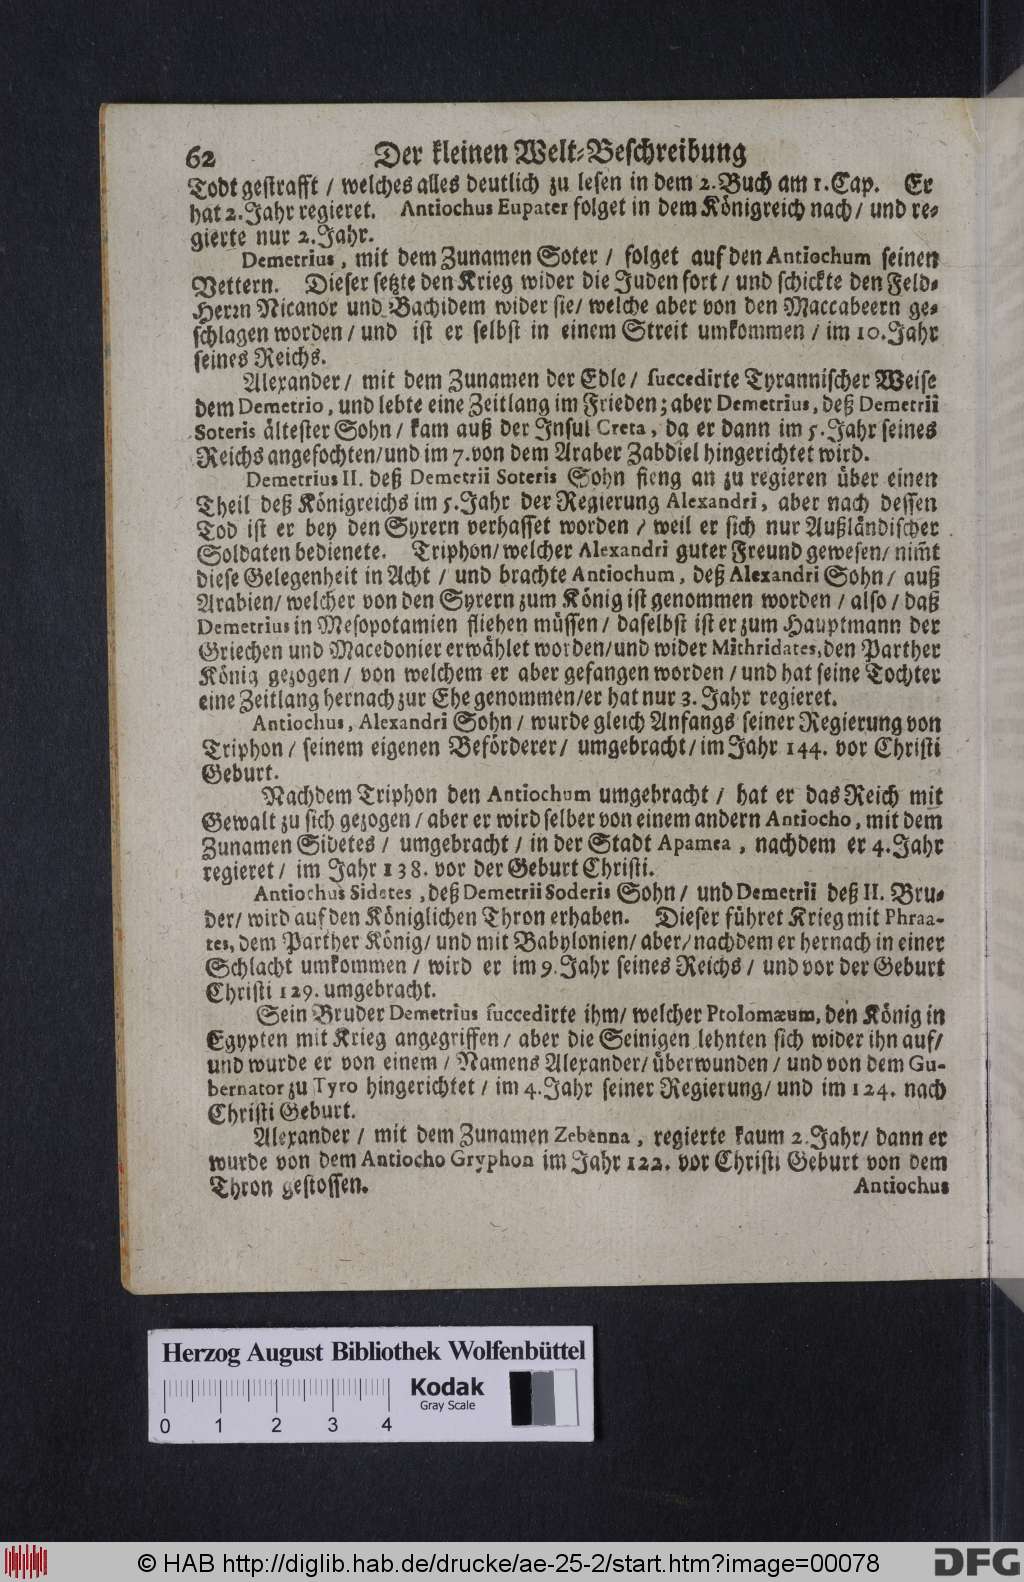 62 Der kleinen Welt-Beschreibung
Todt gestrafft / welches alles deutlich zu lesen in dem 2. Buch am 1. Cap. Er
hat 2. Jahr regieret. Antiochus Eupater folget in dem Königreich nach / und re-
gierte nur 2. Jahr.
Demetrius, mit dem Zunamen Soter / folget auf den Antiochum seinen
Vettern. Dieser setzte den Krieg wider die Juden fort / und schickte den Feld-
Herrn Nicanor und Bachidem wider sie / welche aber von den Maccabeern ge-
schlagen worden / und ist er selbst in einem Streit umkommen / im 10. Jahr
seines Reichs.
Alexander / mit dem Zunamen der Edle / succedirte Tyrannischer Weise
dem Demetrio, und lebte eine Zeitlang im Frieden; aber Demetrius, deß Demetrii
Soteris ältester Sohn / kam auß der Insul Creta, da er dann im 5. Jahr seines
Reichs angefochten / und im 7. von dem Araber Zabdiel hingerichtet wird.
Demetrius II. deß Demetrii Soteris Sohn fieng an zu regieren über einen
Theil deß Königreichs im 5. Jahr der Regierung Alexandri, aber nach dessen
Tod ist er bey den Syrern verhasset worden / weil er sich nur Außländischer
Soldaten bedienete. Triphon / welcher Alexandri guter Freund gewesen / nim̃t
diese Gelegenheit in Acht / und brachte Antiochum, deß Alexandri Sohn / auß
Arabien / welcher von den Syrern zum König ist genommen worden / also / daß
Demetrius in Mesopotamien fliehen müssen / daselbst ist er zum Hauptmann der
Griechen und Macedonier erwählet worden / und wider Mithridates, den Parther
König gezogen / von welchem er aber gefangen worden / und hat seine Tochter
eine Zeitlang hernach zur Ehe genommen / er hat nur 3. Jahr regieret.
Antiochus, Alexandri Sohn / wurde gleich Anfangs seiner Regierung von
Triphon / seinem eigenen Beförderer / umgebracht / im Jahr 144. vor Christi
Geburt.
Nachdem Triphon den Antiochum umgebracht / hat er das Reich mit
Gewalt zu sich gezogen / aber er wird selber von einem andern Antiocho, mit dem
Zunamen Sidetes / umgebracht / in der Stadt Apamea, nachdem er 4. Jahr
regieret / im Jahr 138. vor der Geburt Christi.
Antiochus Sidetes, deß Demetrii Soderis Sohn / und Demetrii deß II. Bru-
der / wird auf den Königlichen Thron erhaben. Dieser führet Krieg mit Phraa-
tes, dem Parther König / und mit Babylonien / aber / nachdem er hernach in einer
Schlacht umkommen / wird er im 9. Jahr seines Reichs / und vor der Geburt
Christi 129. umgebracht.
Sein Bruder Demetrius succedirte ihm / welcher Ptolomæum, den König in
Egypten mit Krieg angegriffen / aber die Seinigen lehnten sich wider ihn auf /
und wurde er von einem / Namens Alexander / überwunden / und von dem Gu-
bernator zu Tyro hingerichtet / im 4. Jahr seiner Regierung / und im 124. nach
Christi Geburt.
Alexander / mit dem Zunamen Zebenna, regierte kaum 2. Jahr / dann er
wurde von dem Antiocho Gryphon im Jahr 122. vor Christi Geburt von dem
Thron gestossen.
Antiochus
Herzog August Bibliothek Wolfenbüttel
Kodak
Gray Scale
0 1 2 3 4
© HAB http://diglib.hab.de/drucke/ae-25-2/start.htm?image=00078
DFG